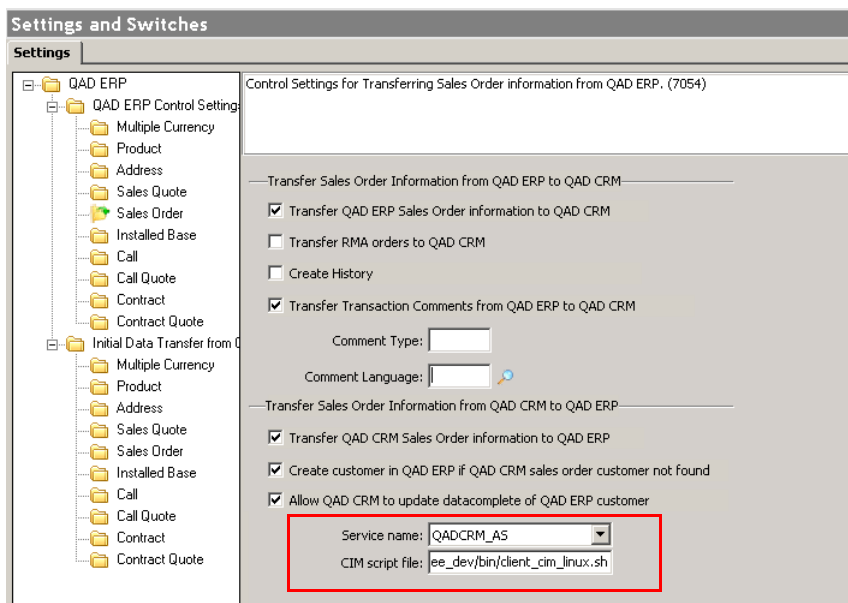 Settings and Switches
Settings
QAD ERP
QAD ERP Control Setting
Multiple Currency
Product
Address
Sales Quote
Sales Order
Installed Base
Call
Call Quote
Contract
Contract Quote
Initial Data Transfer from
Multiple Currency
Product
Address
Sales Quote
Sales Order
Installed Base
Call
Call Quote
Contract
Contract Quote
Control Settings for Transferring Sales Order information from QAD ERP. (7054)
Transfer Sales Order Information from QAD ERP to QAD CRM
Transfer QAD ERP Sales Order information to QAD CRM
Transfer RMA orders to QAD CRM
Create History
Transfer Transaction Comments from QAD ERP to QAD CRM
Comment Type:
Comment Language:
Transfer Sales Order Information from QAD CRM to QAD ERP
Transfer QAD CRM Sales Order information to QAD ERP
Create customer in QAD ERP if QAD CRM sales order customer not found
Allow QAD CRM to update datacomplete of QAD ERP customer
Service name: QADCRM_AS
CIM script file: ee_dev/bin/client_cim_linux.sh